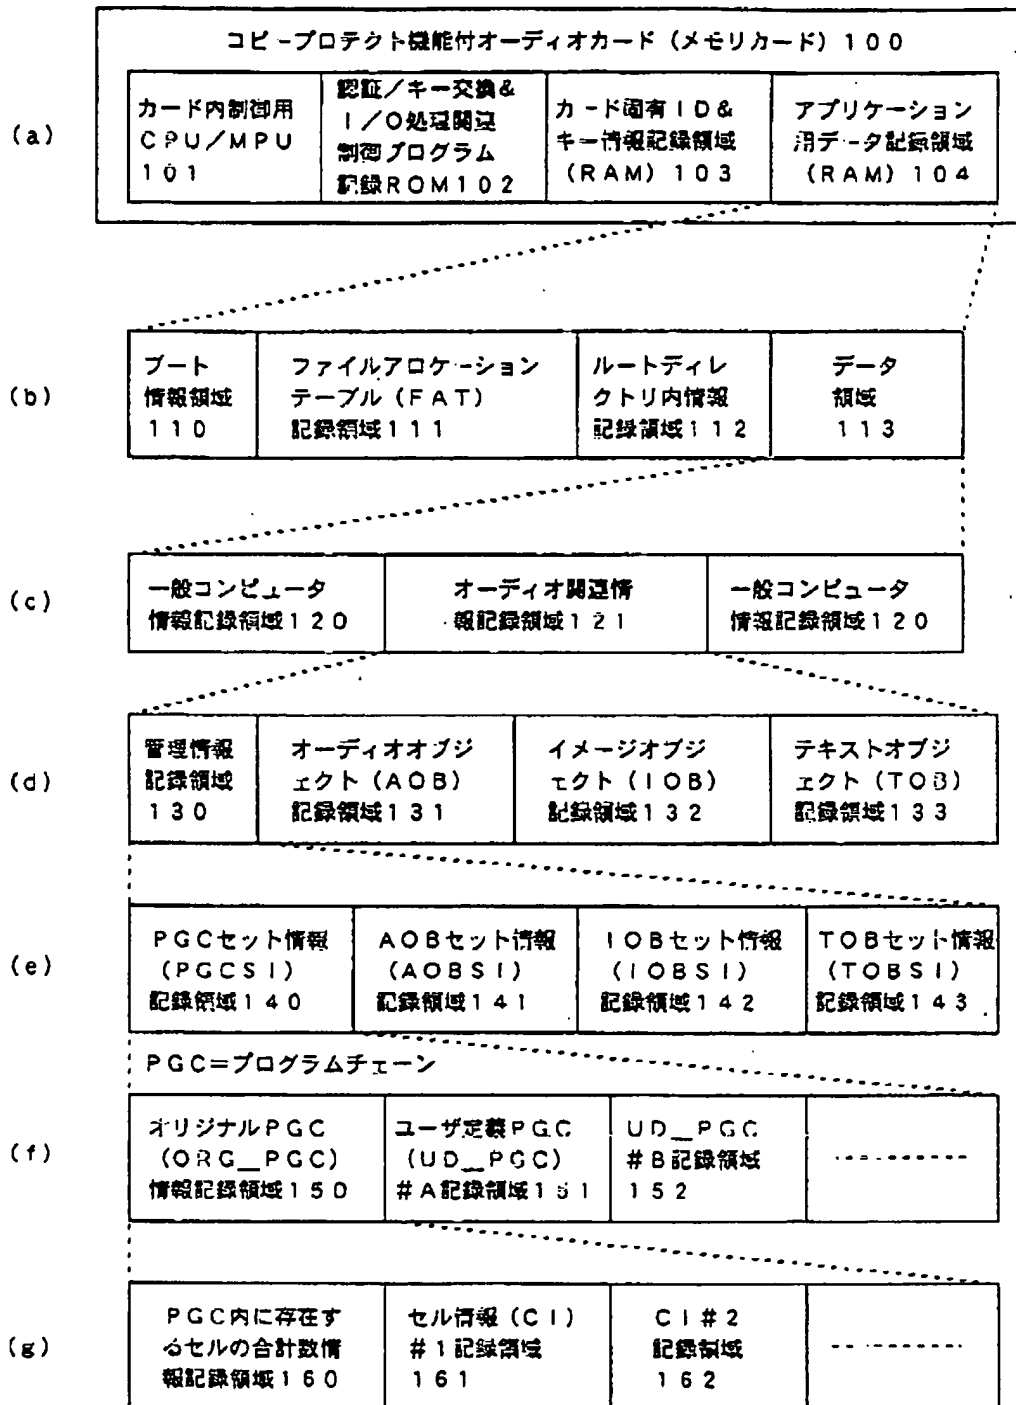 コピープロテクト機能付オーディオカード（メモリカード）１００
(a)
カード内制御用
ＣＰＵ／ＭＰＵ
１０１
認証／キー交換＆
Ｉ／Ｏ処理関連
制御プログラム
記録ROM１０２
カード固有ＩＤ＆
キー情報記録領域
（ＲＡＭ）１０３
アプリケーション
用データ記録領域
（ＲＡＭ）１０４
(b)
ブート
情報領域
１１０
ファイルアロケーション
テーブル（ＦＡＴ）
記録領域１１１
ルートディレ
クトリ内情報
記録領域１１２
データ
領域
１１３
(c)
一般コンピュータ
情報記録領域１２０
オーディオ関連情
報記録領域１２１
一般コンピュータ
情報記録領域１２０
(d)
管理情報
記録領域
１３０
オーディオオブジ
ェクト（ＡＯＢ）
記録領域１３１
イメージオブジ
ェクト（ＩＯＢ）
記録領域１３２
テキストオブジ
ェクト（ＴＯＢ）
記録領域１３３
(e)
ＰＧＣセット情報
（ＰＧＣＳＩ）
記録領域１４０
ＡＯＢセット情報
（ＡＯＢＳＩ）
記録領域１４１
ＩＯＢセット情報
（ＩＯＢＳＩ）
記録領域１４２
ＴＯＢセット情報
（ＴＯＢＳＩ）
記録領域１４３
ＰＧＣ＝プログラムチェーン
(f)
オリジナルＰＧＣ
（ＯＲＧ＿ＰＧＣ）
情報記録領域１５０
ユーザ定義ＰＧＣ
（ＵＤ＿ＰＧＣ）
＃Ａ記録領域１５１
ＵＤ＿ＰＧＣ
＃Ｂ記録領域
１５２
(g)
ＰＧＣ内に存在す
るセルの合計数情
報記録領域１６０
セル情報（ＣＩ）
＃１記録領域
１６１
ＣＩ＃２
記録領域
１６２